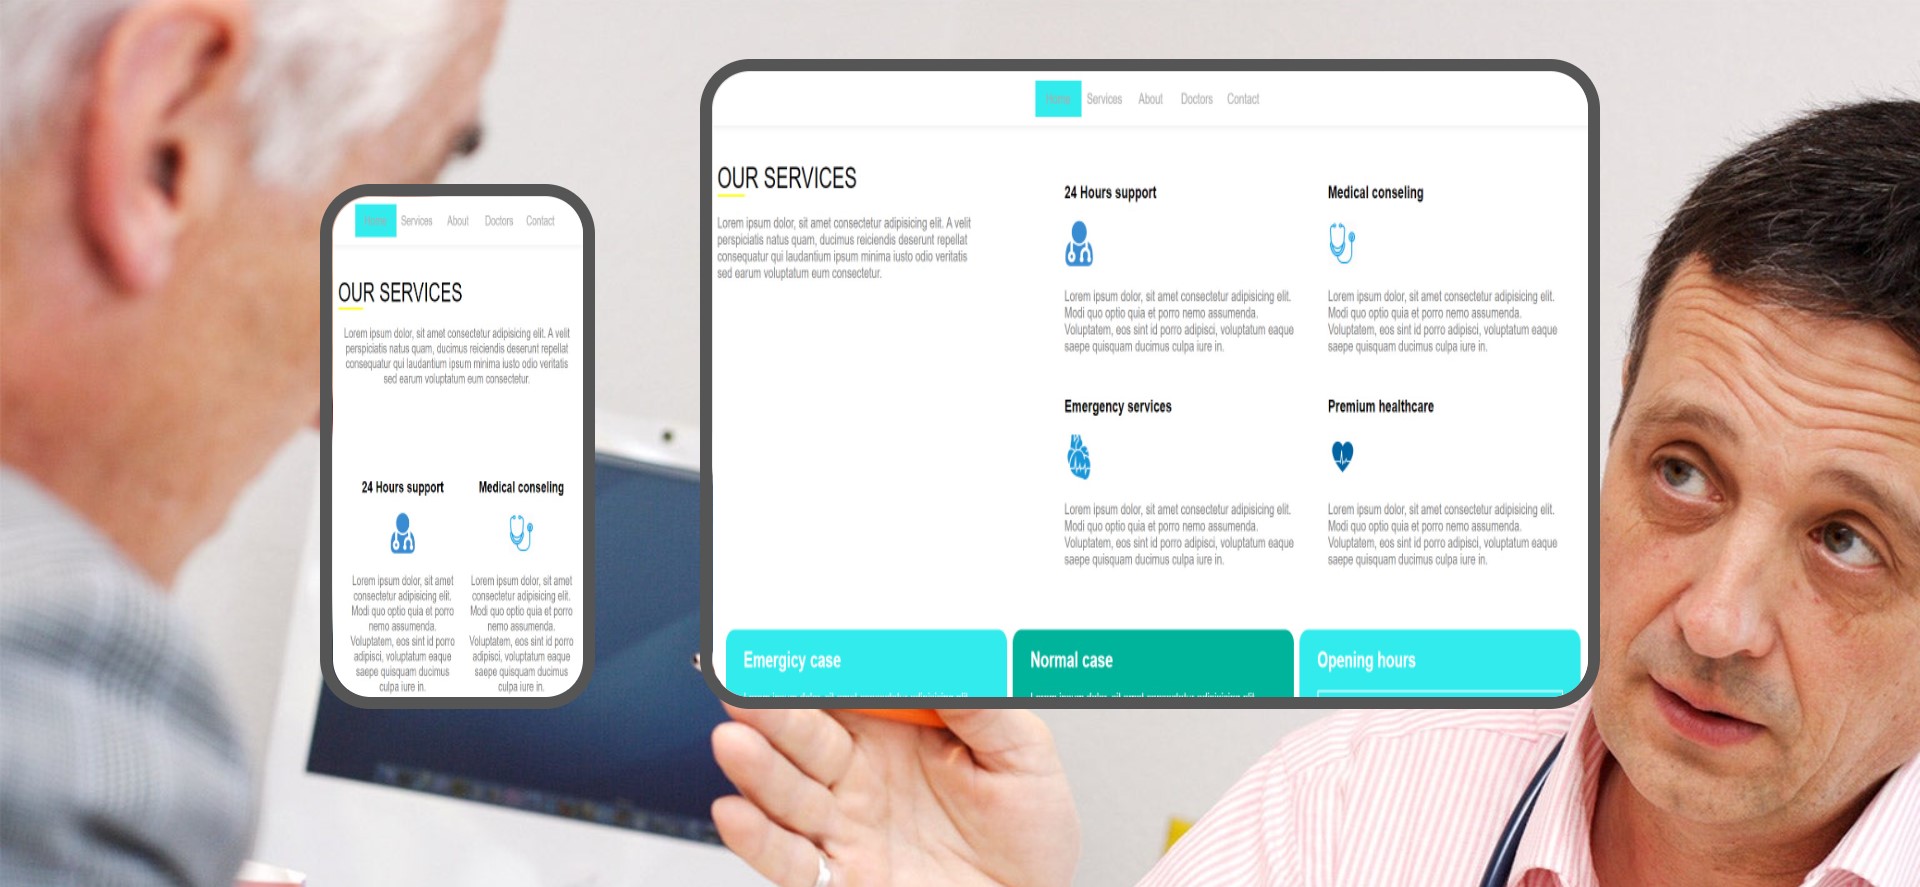 Home Services About Doctors Contact
OUR SERVICES
Lorem ipsum dolor, sit amet consectetur adipisicing elit. A velit
perspiciatis natus quam, ducimus reiciendis deserunt repellat
consequatur qui laudantium ipsum minima iusto odio veritatis
sed earum voluptatum eum consectetur.
24 Hours support
Medical conseling
Lorem ipsum dolor, sit amet
consectetur adipisicing elit.
Modi quo optio quia et porro
nemo assumenda.
Voluptatem, eos sint id porro
adipisci, voluptatum eaque
saepe quisquam ducimus
culpa iure in.
Lorem ipsum dolor, sit amet
consectetur adipisicing elit.
Modi quo optio quia et porro
nemo assumenda.
Voluptatem, eos sint id porro
adipisci, voluptatum eaque
saepe quisquam ducimus
culpa iure in.
Home Services About Doctors Contact
OUR SERVICES
Lorem ipsum dolor, sit amet consectetur adipisicing elit. A velit
perspiciatis natus quam, ducimus reiciendis deserunt repellat
consequatur qui laudantium ipsum minima iusto odio veritatis
sed earum voluptatum eum consectetur.
24 Hours support
Lorem ipsum dolor, sit amet consectetur adipisicing elit.
Modi quo optio quia et porro nemo assumenda.
Voluptatem, eos sint id porro adipisci, voluptatum eaque
saepe quisquam ducimus culpa iure in.
Medical conseling
Lorem ipsum dolor, sit amet consectetur adipisicing elit.
Modi quo optio quia et porro nemo assumenda.
Voluptatem, eos sint id porro adipisci, voluptatum eaque
saepe quisquam ducimus culpa iure in.
Emergency services
Lorem ipsum dolor, sit amet consectetur adipisicing elit.
Modi quo optio quia et porro nemo assumenda.
Voluptatem, eos sint id porro adipisci, voluptatum eaque
saepe quisquam ducimus culpa iure in.
Premium healthcare
Lorem ipsum dolor, sit amet consectetur adipisicing elit.
Modi quo optio quia et porro nemo assumenda.
Voluptatem, eos sint id porro adipisci, voluptatum eaque
saepe quisquam ducimus culpa iure in.
Emergicy case
Normal case
Opening hours